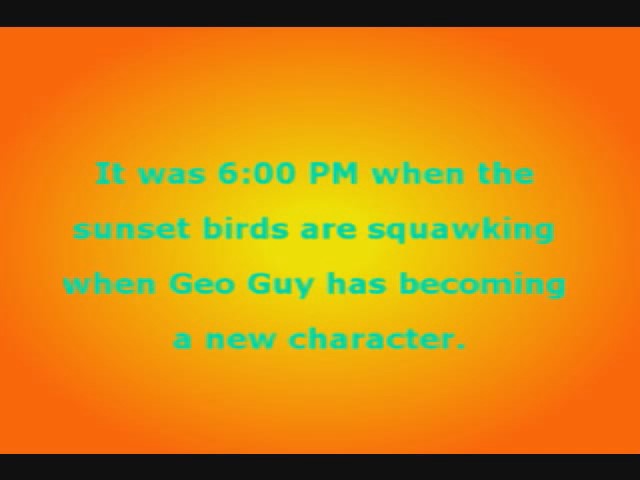 It was 6:00 PM when the
sunset birds are squawking
when Geo Guy has becoming
a new character.